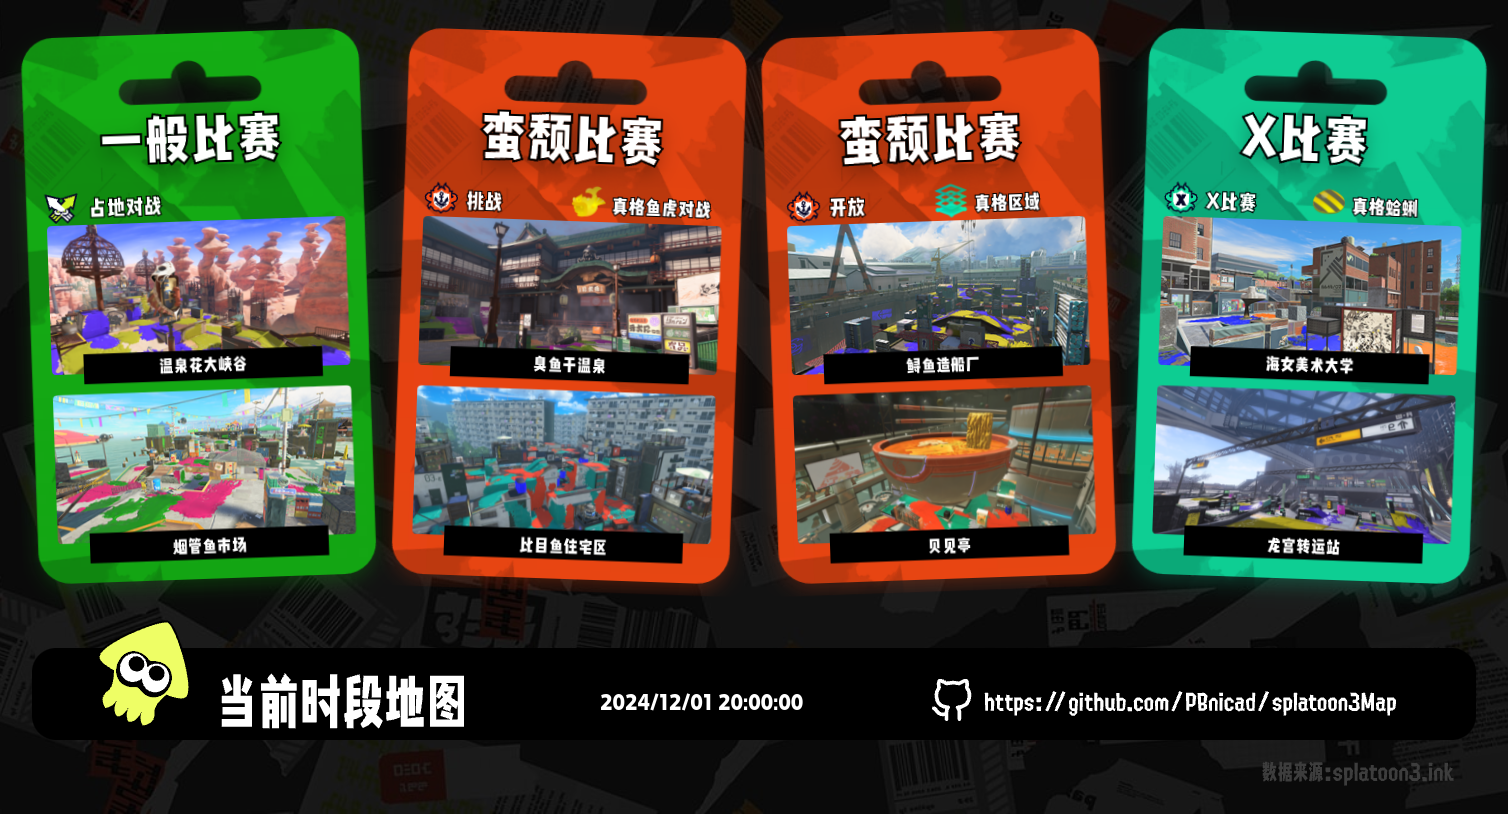 一般比赛
占地对战
温泉花大峡谷
烟管鱼市场
蛮颓比赛
挑战
真格鱼虎对战
臭鱼干温泉
比目鱼住宅区
蛮颓比赛
开放
真格区域
鲟鱼造船厂
贝见亭
X比赛
X比赛
真格蛤蜊
海女美术大学
龙宫转运站
当前时段地图
2024/12/01 20:00:00
https://github.com/PBnicad/splatoon3Map
数据来源:splatoon3.ink